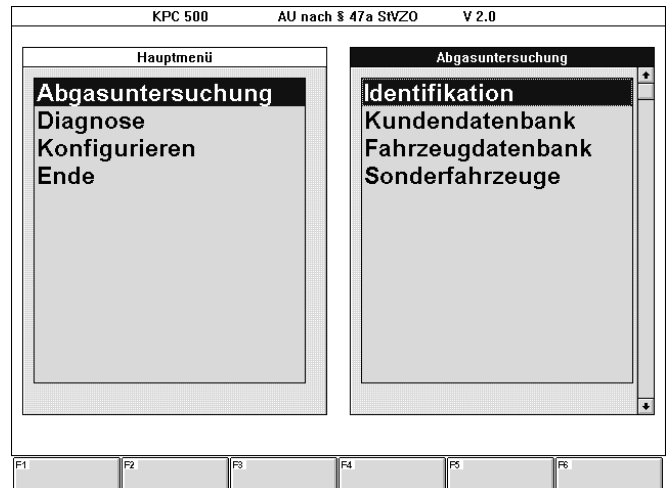 KPC 500 AU nach § 47a StVZO V 2.0
Hauptmenü
Abgasuntersuchung
Diagnose
Konfigurieren
Ende
Abgasuntersuchung
Identifikation
Kundendatenbank
Fahrzeugdatenbank
Sonderfahrzeuge
F1 F2 F3 F4 F5 F6